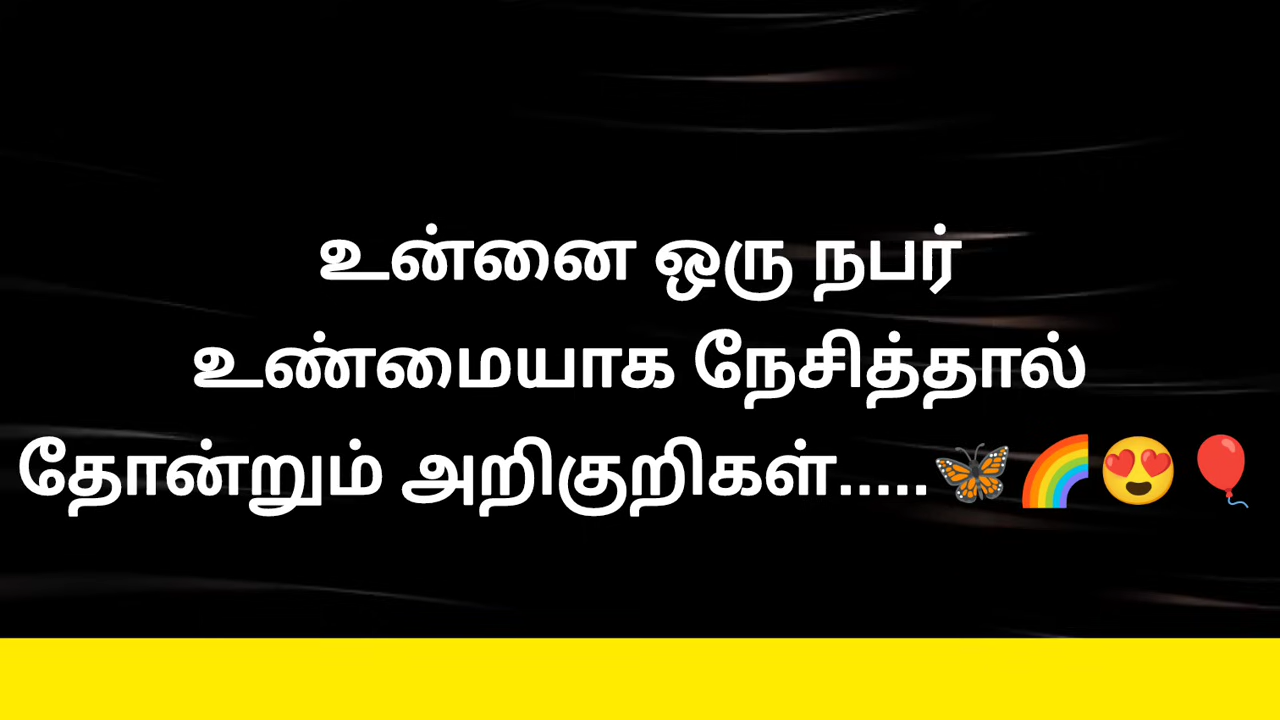 உன்னை ஒரு நபர்
உண்மையாக நேசித்தால்
தோன்றும் அறிகுறிகள்.....🦋🌈😍🎈